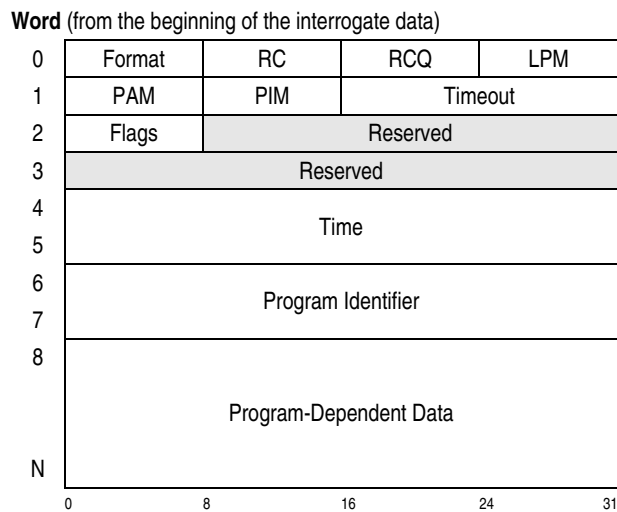 Word (from the beginning of the interrogate data)
0 Format RC RCQ LPM
1 PAM PIM Timeout
2 Flags Reserved
3 Reserved
4
Time
5
6
Program Identifier
7
8
Program-Dependent Data
N
0 8 16 24 31